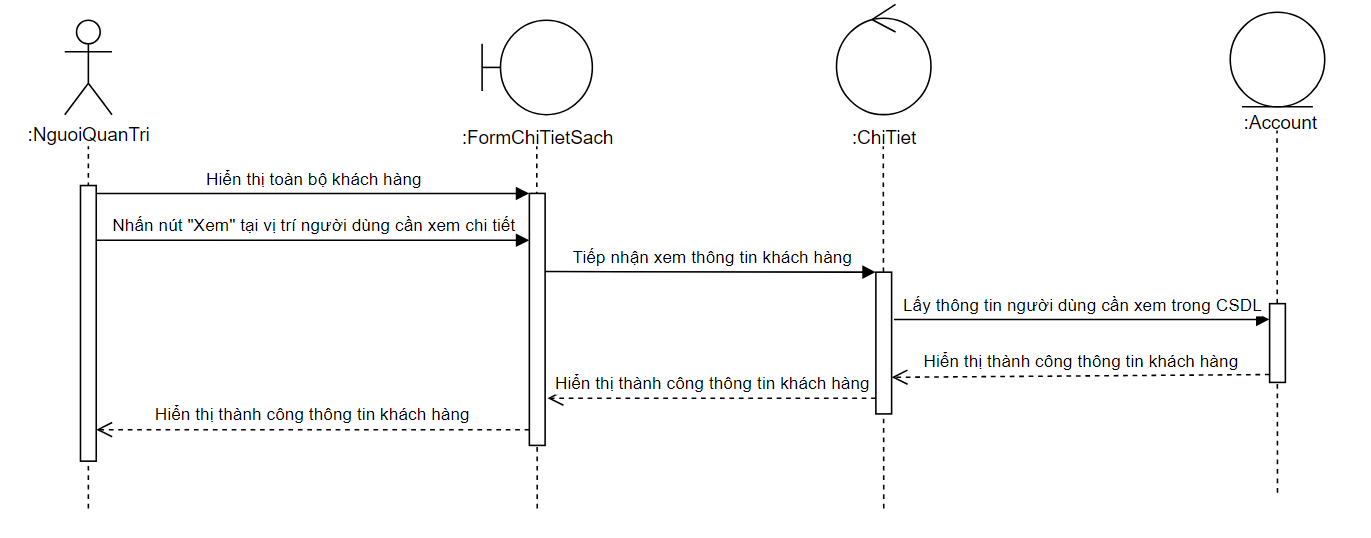 :NguoiQuanTri
:FormChiTietSach
:ChiTiet
:Account
Hiển thị toàn bộ khách hàng
Nhấn nút "Xem" tại vị trí người dùng cần xem chi tiết
Tiếp nhận xem thông tin khách hàng
Lấy thông tin người dùng cần xem trong CSDL
Hiển thị thành công thông tin khách hàng
Hiển thị thành công thông tin khách hàng
Hiển thị thành công thông tin khách hàng